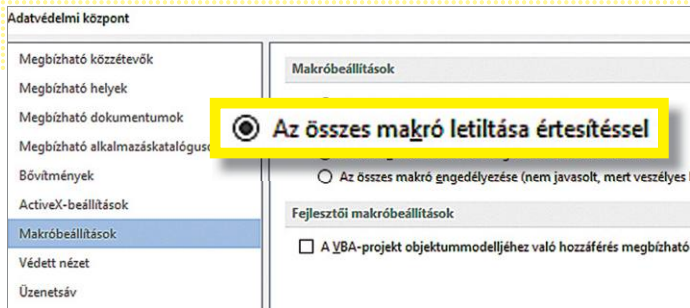 Adatvédelmi központ
Megbízható közzétevők
Megbízható helyek
Megbízható dokumentumok
Megbízható
Bővítmények
ActiveX-beállítások
Makróbeállítások
Védett nézet
Üzenetsáv
Makróbeállítások
Az összes makró letiltása értesítéssel
Az összes makró engedélyezése (nem javasolt, mert veszélyes
Fejlesztői makróbeállítások
A VBA-projekt objektummodelljéhez való hozzáférés megbízható